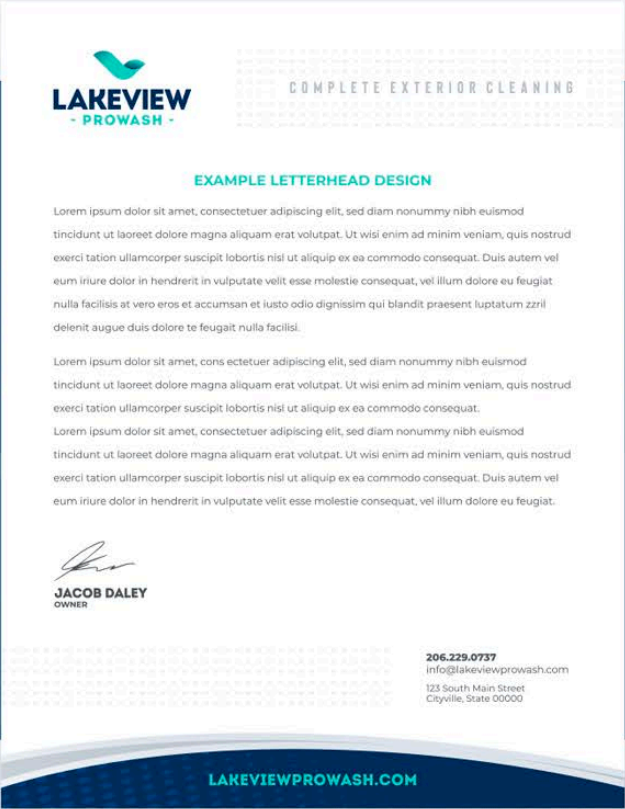 LAKEVIEW
- PROWASH -
COMPLETE EXTERIOR CLEANING
EXAMPLE LETTERHEAD DESIGN
Lorem ipsum dolor sit amet, consectetuer adipiscing elit, sed diam nonummy nibh euismod
tincidunt ut laoreet dolore magna aliquam erat volutpat. Ut wisi enim ad minim veniam, quis nostrud
exerci tation ullamcorper suscipit lobortis nisl ut aliquip ex ea commodo consequat. Duis autem vel
eum iriure dolor in hendrerit in vulputate velit esse molestie consequat, vel illum dolore eu feugiat
nulla facilisis at vero eros et accumsan et iusto odio dignissim qui blandit praesent luptatum zzril
delenit augue duis dolore te feugait nulla facilisi.
Lorem ipsum dolor sit amet, cons ectetuer adipiscing elit, sed diam nonummy nibh euismod
tincidunt ut laoreet dolore magna aliquam erat volutpat. Ut wisi enim ad minim veniam, quis nostrud
exerci tation ullamcorper suscipit lobortis nisl ut aliquip ex ea commodo consequat.
Lorem ipsum dolor sit amet, consectetuer adipiscing elit, sed diam nonummy nibh euismod
tincidunt ut laoreet dolore magna aliquam erat volutpat. Ut wisi enim ad minim veniam, quis nostrud
exerci tation ullamcorper suscipit lobortis nisl ut aliquip ex ea commodo consequat. Duis autem vel
eum iriure dolor in hendrerit in vulputate velit esse molestie consequat, vel illum dolore eu feugiat.
JACOB DALEY
OWNER
206.229.0737
info@lakeviewprowash.com
123 South Main Street
Cityville, State 00000
LAKEVIEWPROWASH.COM